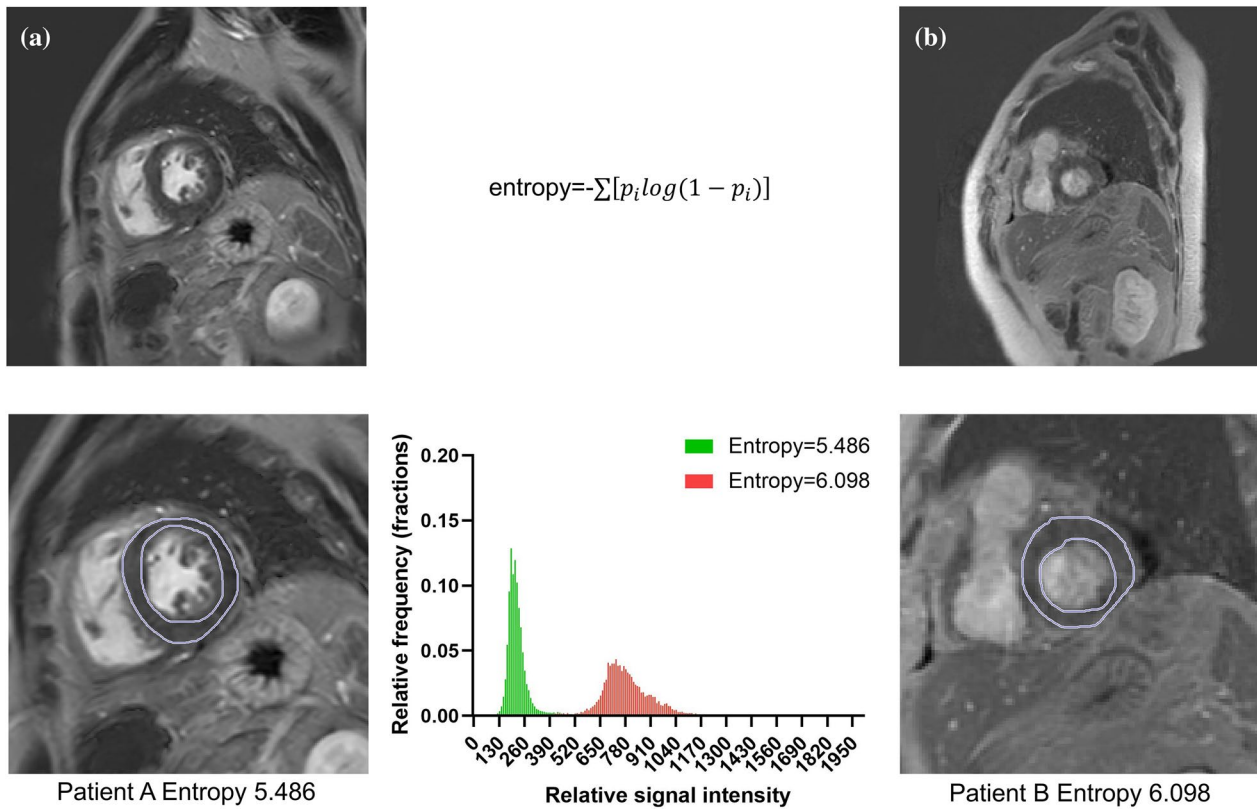 (a)
(b)
entropy=-∑[p_i log(1 − p_i)]
Entropy=5.486
Entropy=6.098
Relative frequency (fractions)
0.20
0.15
0.10
0.05
0.00
0 130 260 390 520 650 780 910 1040 1170 1300 1430 1560 1690 1820 1950
Relative signal intensity
Patient A Entropy 5.486
Patient B Entropy 6.098